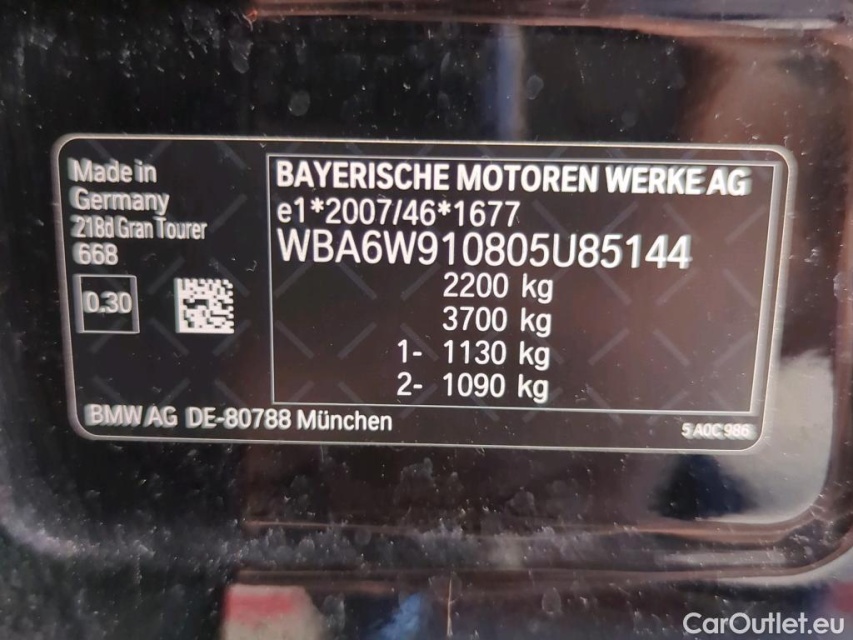 Made in
Germany
218d Gran Tourer
668
0.30
BAYERISCHE MOTOREN WERKE AG
e1*2007/46*1677
WBA6W910805U85144
2200 kg
3700 kg
1- 1130 kg
2- 1090 kg
BMW AG DE-80788 München
5 A0C 986
CarOutlet.eu